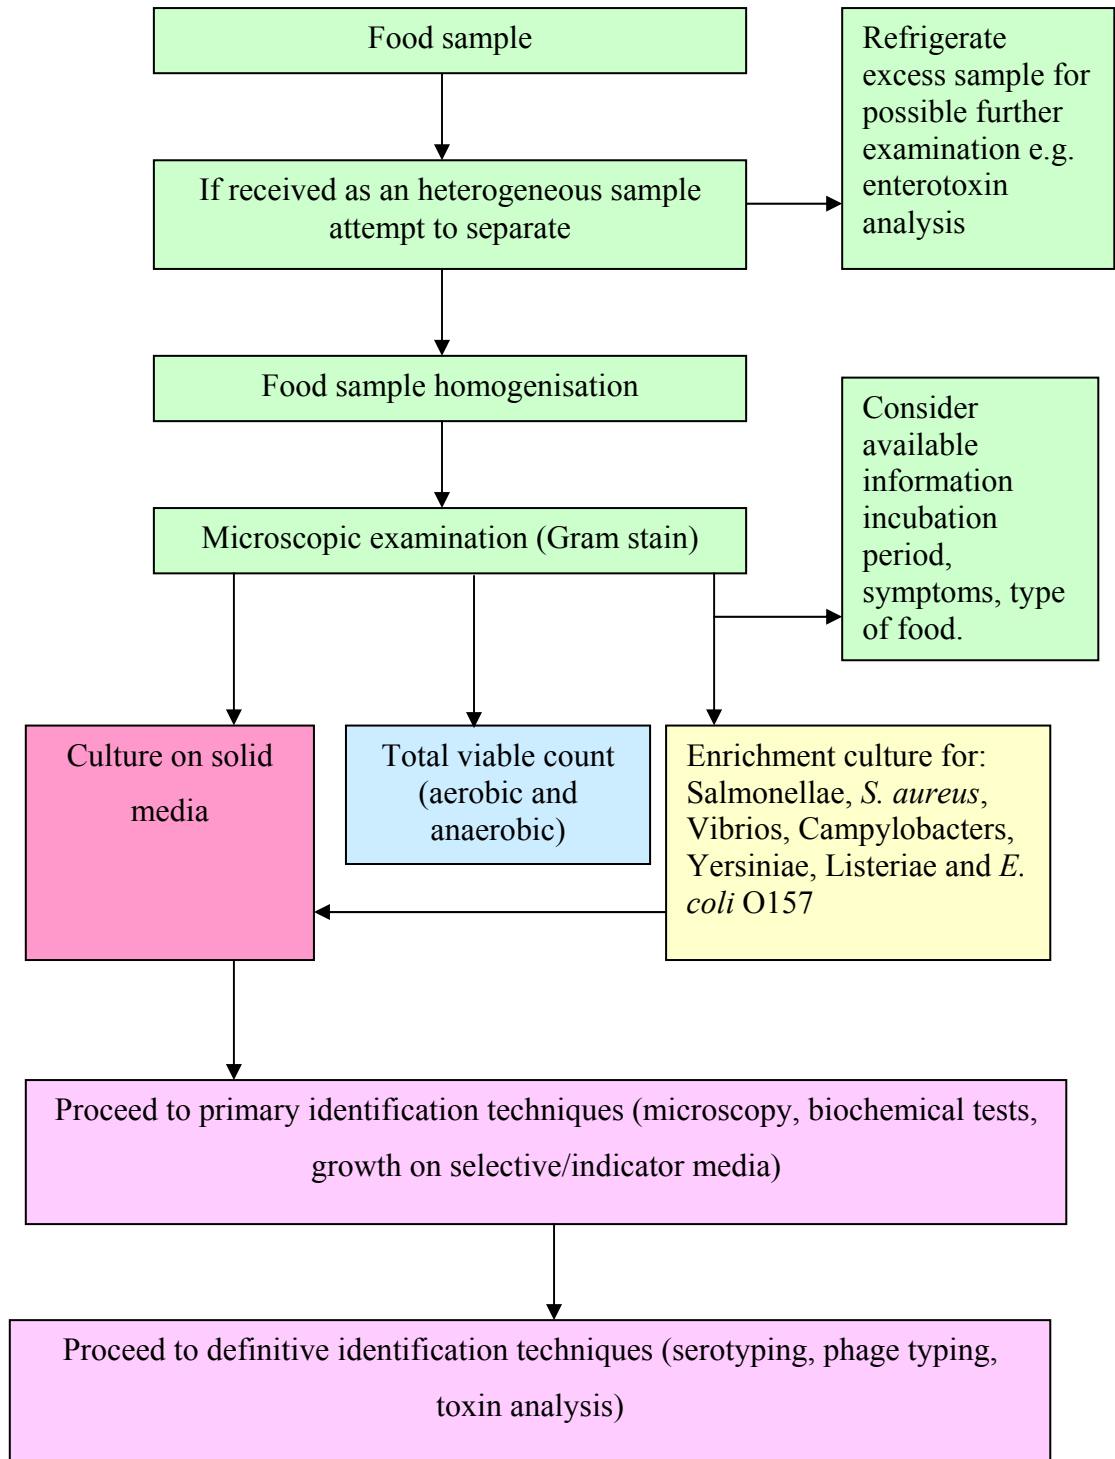 Food sample
Refrigerate
excess sample for
possible further
examination e.g.
enterotoxin
analysis
If received as an heterogeneous sample
attempt to separate
Food sample homogenisation
Consider
available
information
incubation
period,
symptoms, type
of food.
Microscopic examination (Gram stain)
Culture on solid
media
Total viable count
(aerobic and
anaerobic)
Enrichment culture for:
Salmonellae, S. aureus,
Vibrios, Campylobacters,
Yersiniae, Listeriae and E.
coli O157
Proceed to primary identification techniques (microscopy, biochemical tests,
growth on selective/indicator media)
Proceed to definitive identification techniques (serotyping, phage typing,
toxin analysis)